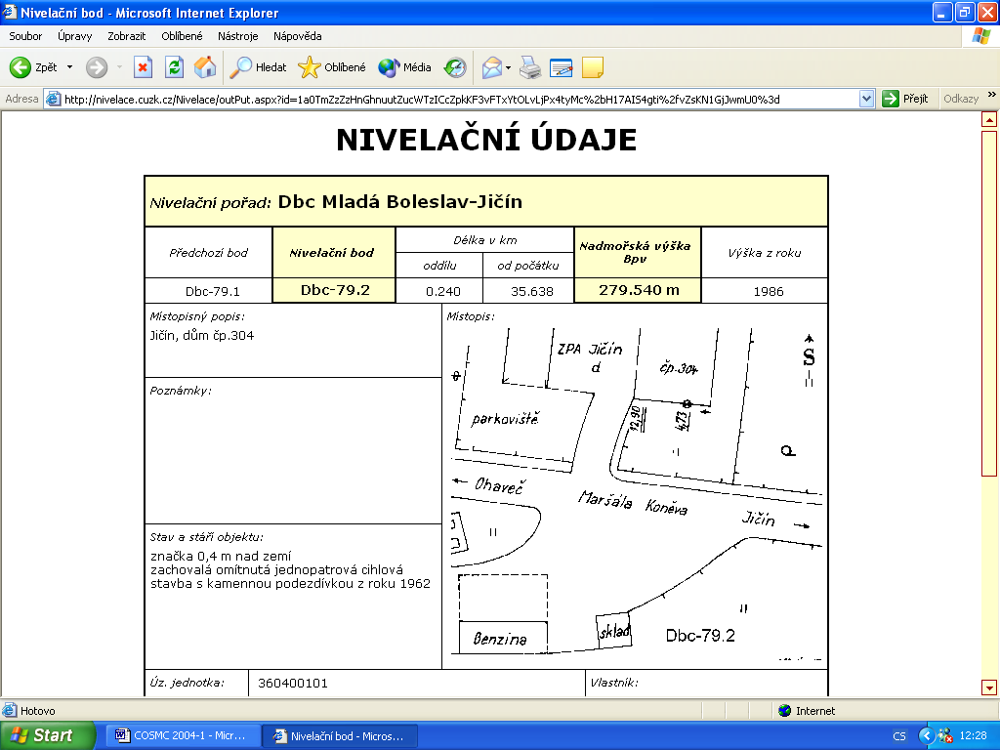 Nivelační bod - Microsoft Internet Explorer
Soubor Úpravy Zobrazit Oblíbené Nástroje Nápověda
Zpět Hledat Oblíbené Média
Adresa http://nivelace.cuzk.cz/Nivelace/outPut.aspx?id=1a0TmZzZzHnGhnuutZucWTzICcZpkKF3vFTxYtOLvLjPx4tyMc%2bH17AIS4gti%2fvZsKN1GjJwmU0%3d Přejít Odkazy »
NIVELAČNÍ ÚDAJE
Nivelační pořad: Dbc Mladá Boleslav-Jičín
Předchozí bod
Nivelační bod
Délka v km
oddílu
od počátku
Nadmořská výška
Bpv
Výška z roku
Dbc-79.1 Dbc-79.2 0.240 35.638 279.540 m 1986
Místopisný popis:
Jičín, dům čp.304
Poznámky:
Stav a stáří objektu:
značka 0,4 m nad zemí
zachovalá omítnutá jednopatrová cihlová
stavba s kamennou podezdívkou z roku 1962
Místopis:
ZPA Jičín
d
čp.304
S
parkoviště
12,90
4,73
Ohaveč
Maršála Koněva
Jičín
Benzina
sklad
Dbc-79.2
Úz. jednotka: 360400101 Vlastník:
Hotovo Internet
Start COSMC 2004-1 - Micr... Nivelační bod - Micros... CS 12:28